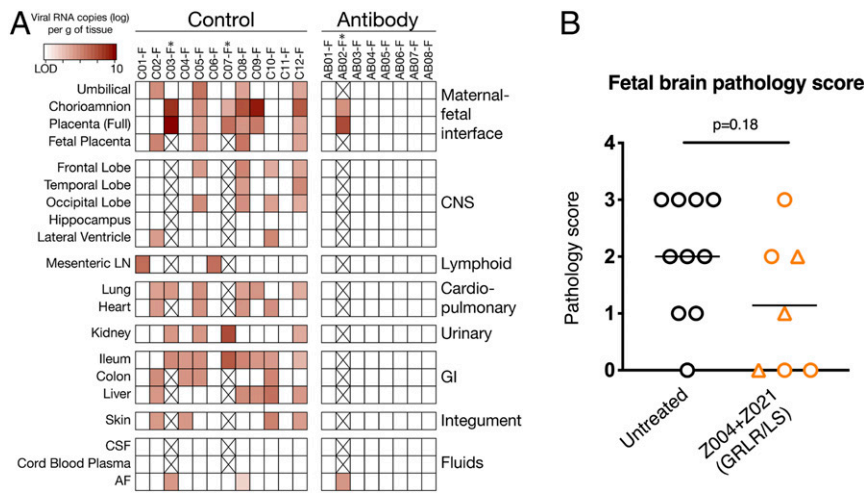 A
Viral RNA copies (log)
per g of tissue
LOD 10
Control
Antibody
C01-F
C02-F
C03-F*
C04-F
C05-F
C06-F
C07-F*
C08-F
C09-F
C10-F
C11-F
C12-F
AB01-F
AB02-F*
AB03-F
AB04-F
AB05-F
AB06-F
AB07-F
AB08-F
Umbilical
Chorioamnion
Placenta (Full)
Fetal Placenta
Maternal-
fetal
interface
Frontal Lobe
Temporal Lobe
Occipital Lobe
Hippocampus
Lateral Ventricle
CNS
Mesenteric LN
Lymphoid
Lung
Heart
Cardio-
pulmonary
Kidney
Urinary
Ileum
Colon
Liver
GI
Skin
Integument
CSF
Cord Blood Plasma
AF
Fluids
B
Fetal brain pathology score
p=0.18
Pathology score
4
3
2
1
0
Untreated
Z004+Z021
(GRLR/LS)